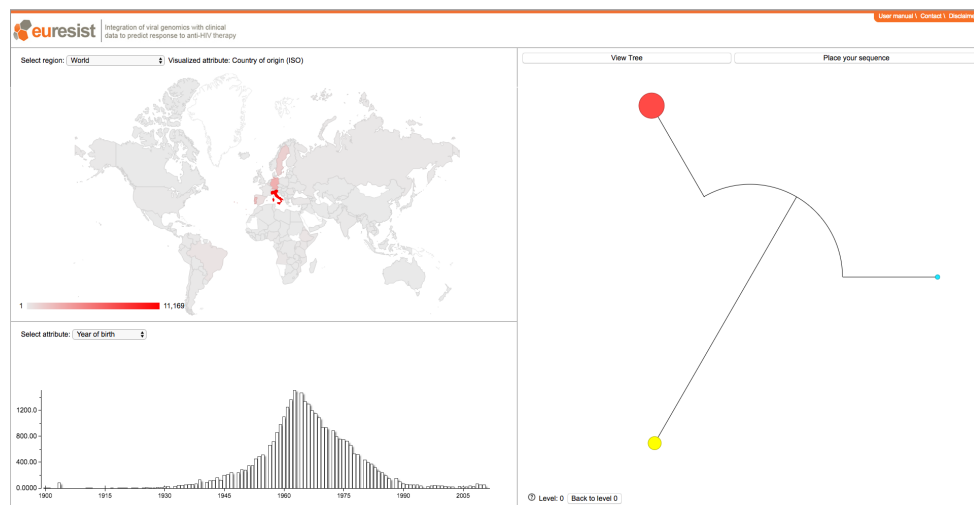 User manual \ Contact \ Disclaime
euresist
Integration of viral genomics with clinical
data to predict response to anti-HIV therapy
Select region: World
Visualized attribute: Country of origin (ISO)
View Tree
Place your sequence
1
11,169
Select attribute: Year of birth
1200.0
800.00
400.00
0.0000
1900 1915 1930 1945 1960 1975 1990 2005
? Level: 0 Back to level 0